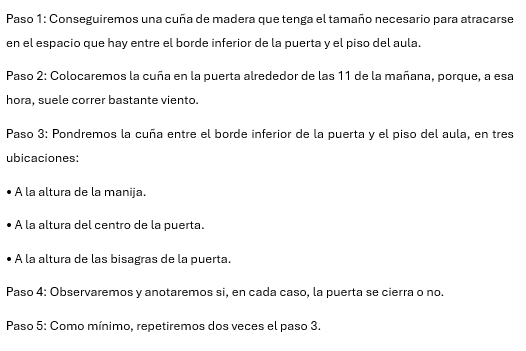 Paso 1: Conseguiremos una cuña de madera que tenga el tamaño necesario para atracarse
en el espacio que hay entre el borde inferior de la puerta y el piso del aula.
Paso 2: Colocaremos la cuña en la puerta alrededor de las 11 de la mañana, porque, a esa
hora, suele correr bastante viento.
Paso 3: Pondremos la cuña entre el borde inferior de la puerta y el piso del aula, en tres
ubicaciones:
• A la altura de la manija.
• A la altura del centro de la puerta.
• A la altura de las bisagras de la puerta.
Paso 4: Observaremos y anotaremos si, en cada caso, la puerta se cierra o no.
Paso 5: Como mínimo, repetiremos dos veces el paso 3.